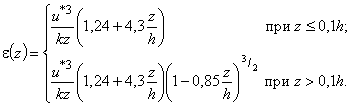 ε(z) = { u*3/kz (1,24 + 4,3 z/h) при z ≤ 0,1h;
u*3/kz (1,24 + 4,3 z/h)(1 − 0,85 z/h)^3/2 при z > 0,1h.